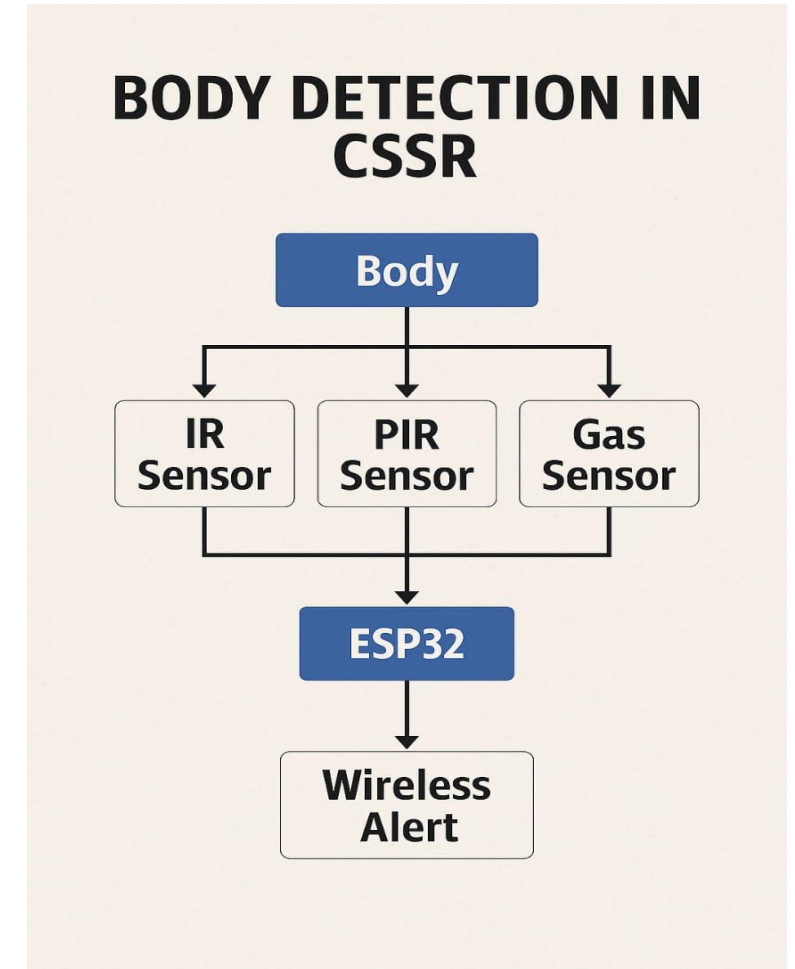 BODY DETECTION IN
CSSR
Body
IR
Sensor
PIR
Sensor
Gas
Sensor
ESP32
Wireless
Alert